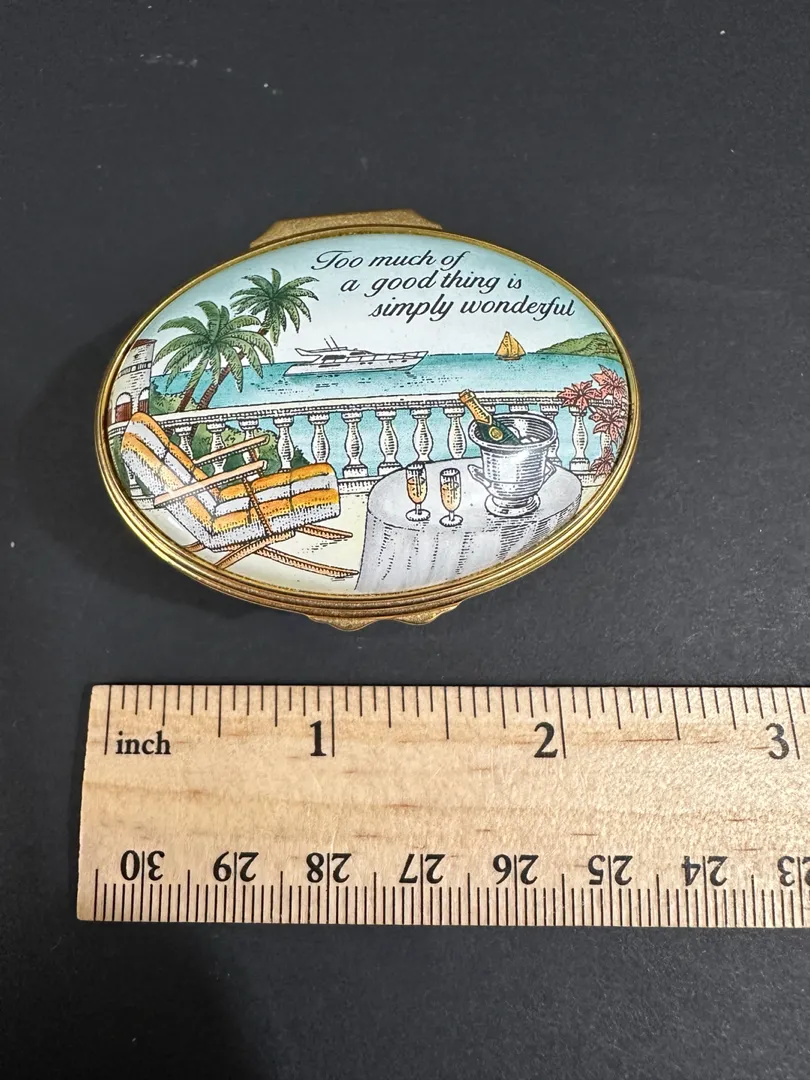 Too much of
a good thing is
simply wonderful
inch 1 2 3
30 29 28 27 26 25 24 23